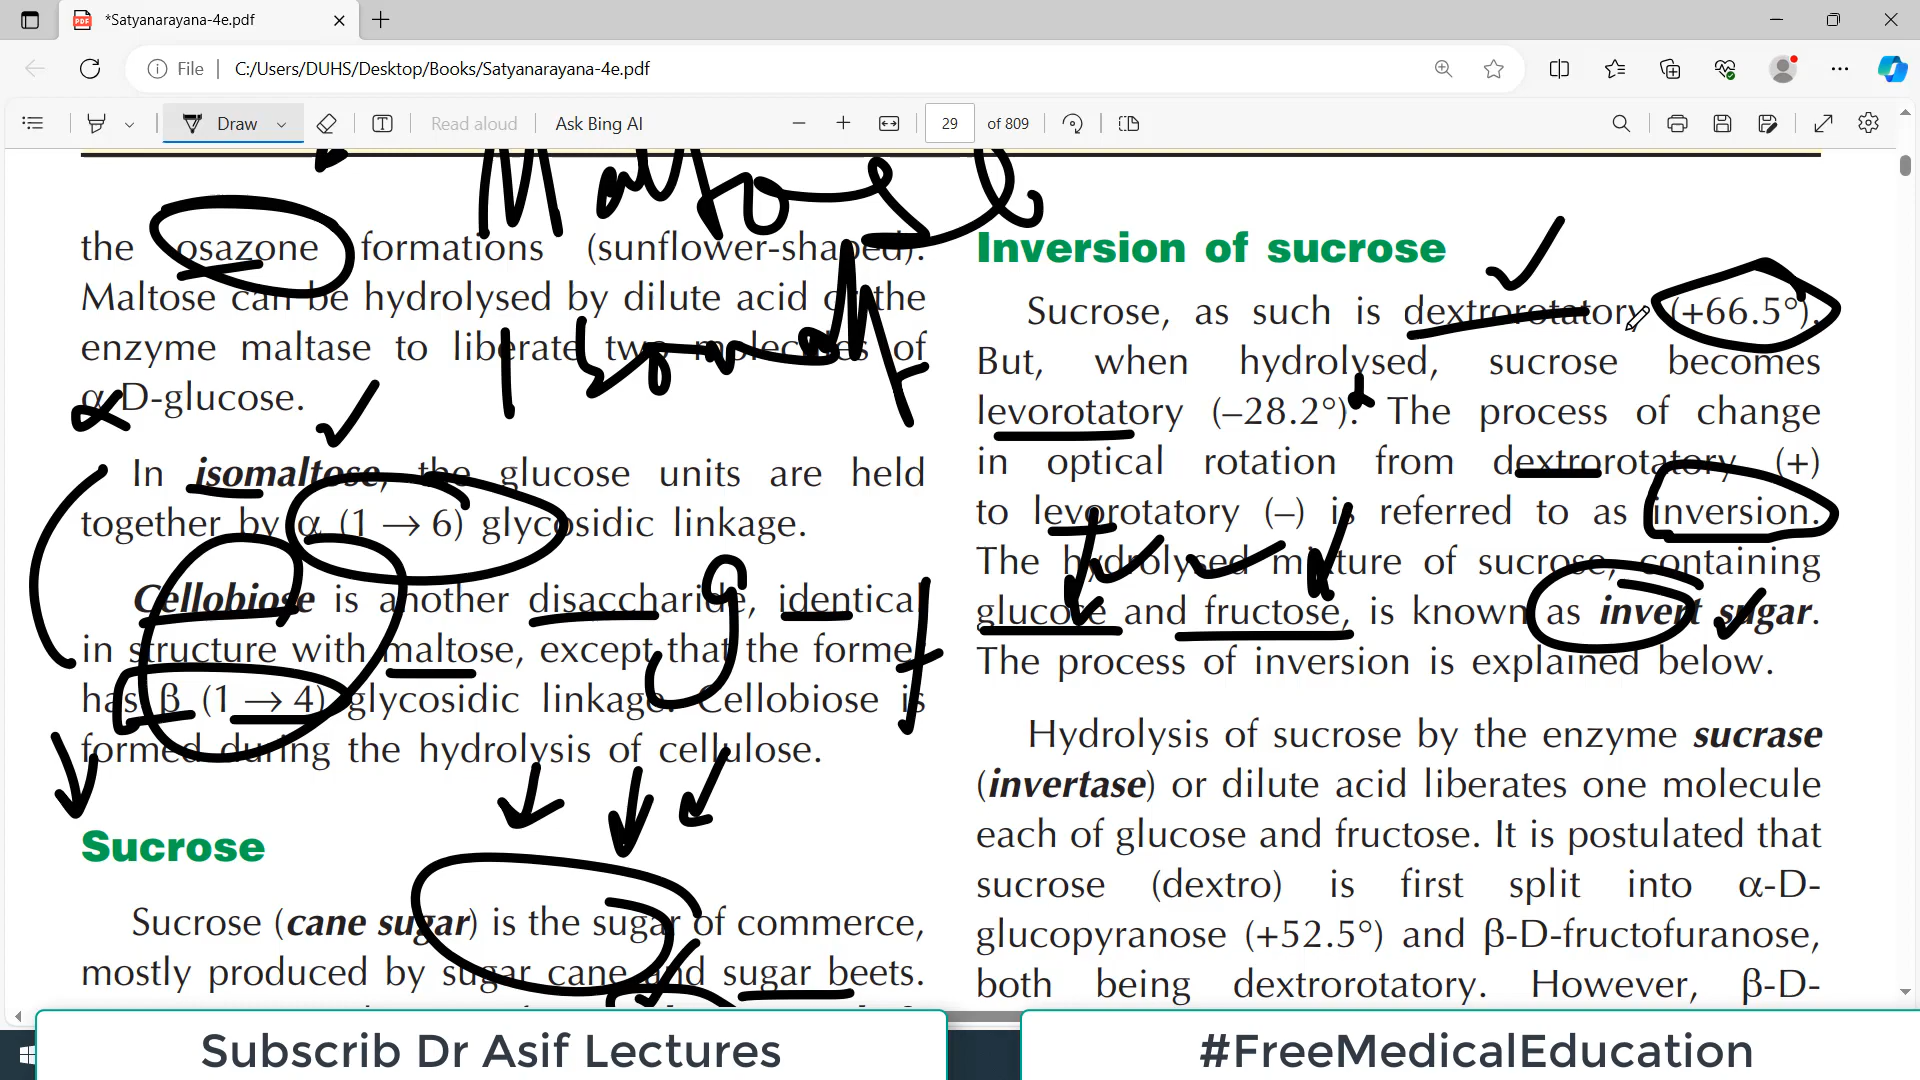 *Satyanarayana-4e.pdf
File C:/Users/DUHS/Desktop/Books/Satyanarayana-4e.pdf
Draw Read aloud Ask Bing AI 29 of 809
Maltose
the osazone formations (sunflower-shaped).
Maltose can be hydrolysed by dilute acid or the
enzyme maltase to liberate two molecules of
α D-glucose.
In isomaltose, the glucose units are held
together by α (1 → 6) glycosidic linkage.
Cellobiose is another disaccharide, identical
in structure with maltose, except that the former
has β (1 → 4) glycosidic linkage. Cellobiose is
formed during the hydrolysis of cellulose.
Sucrose
Sucrose (cane sugar) is the sugar of commerce,
mostly produced by sugar cane and sugar beets.
Inversion of sucrose
Sucrose, as such is dextrorotatory (+66.5°).
But, when hydrolysed, sucrose becomes
levorotatory (–28.2°). The process of change
in optical rotation from dextrorotatory (+)
to levorotatory (–) is referred to as inversion.
The hydrolysed mixture of sucrose, containing
glucose and fructose, is known as invert sugar.
The process of inversion is explained below.
Hydrolysis of sucrose by the enzyme sucrase
(invertase) or dilute acid liberates one molecule
each of glucose and fructose. It is postulated that
sucrose (dextro) is first split into α-D-
glucopyranose (+52.5°) and β-D-fructofuranose,
both being dextrorotatory. However, β-D-
Subscrib Dr Asif Lectures
#FreeMedicalEducation